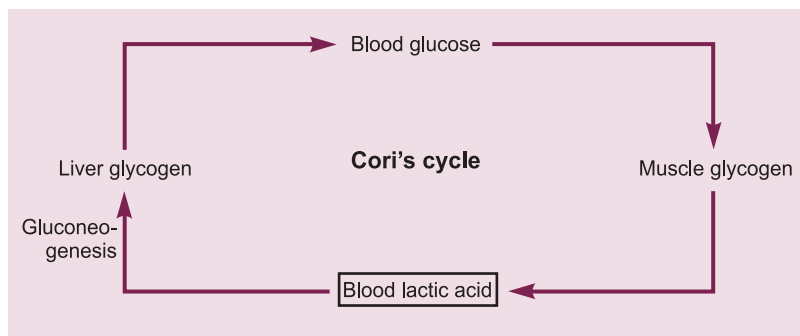 Blood glucose
Cori's cycle
Liver glycogen
Muscle glycogen
Gluconeo-
genesis
Blood lactic acid